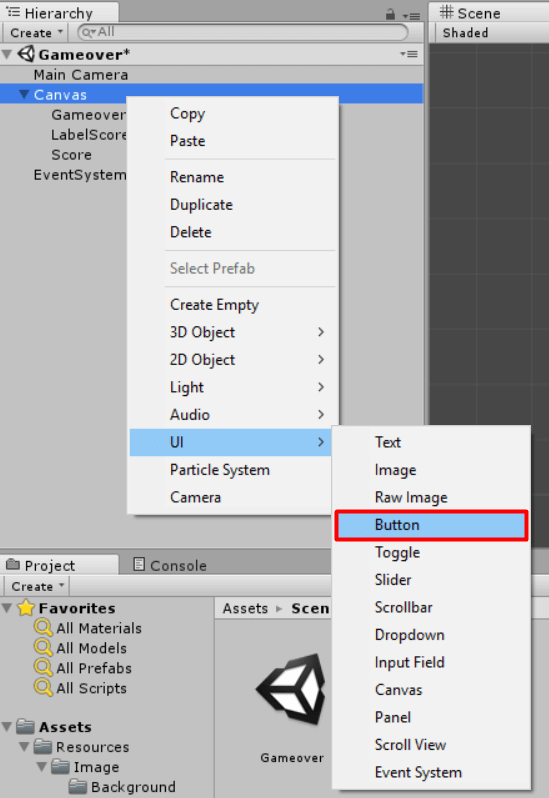 Hierarchy
Scene
Create
All
Shaded
Gameover*
Main Camera
Canvas
Gameover
LabelScore
Score
EventSystem
Copy
Paste
Rename
Duplicate
Delete
Select Prefab
Create Empty
3D Object
2D Object
Light
Audio
UI
Particle System
Camera
Text
Image
Raw Image
Button
Toggle
Slider
Scrollbar
Dropdown
Input Field
Canvas
Panel
Scroll View
Event System
Project
Console
Create
Favorites
All Materials
All Models
All Prefabs
All Scripts
Assets
Resources
Image
Background
Assets Scen
Gameover